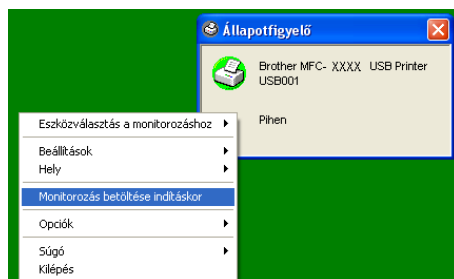 Állapotfigyelő
Brother MFC- XXXX USB Printer
USB001
Pihen
Eszközválasztás a monitorozáshoz
Beállítások
Hely
Monitorozás betöltése indításkor
Opciók
Súgó
Kilépés